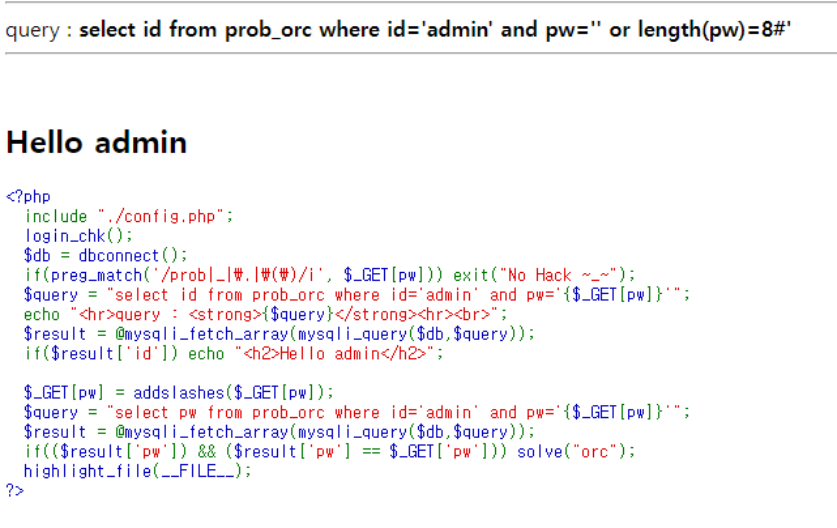 query : select id from prob_orc where id='admin' and pw='' or length(pw)=8#'
Hello admin
<?php
  include "./config.php";
  login_chk();
  $db = dbconnect();
  if(preg_match('/prob|_|₩.|₩(₩)/i', $_GET[pw])) exit("No Hack ~_~");
  $query = "select id from prob_orc where id='admin' and pw='{$_GET[pw]}'";
  echo "<hr>query : <strong>{$query}</strong><hr><br>";
  $result = @mysqli_fetch_array(mysqli_query($db,$query));
  if($result['id']) echo "<h2>Hello admin</h2>";
  $_GET[pw] = addslashes($_GET[pw]);
  $query = "select pw from prob_orc where id='admin' and pw='{$_GET[pw]}'";
  $result = @mysqli_fetch_array(mysqli_query($db,$query));
  if(($result['pw']) && ($result['pw'] == $_GET['pw'])) solve("orc");
  highlight_file(__FILE__);
?>